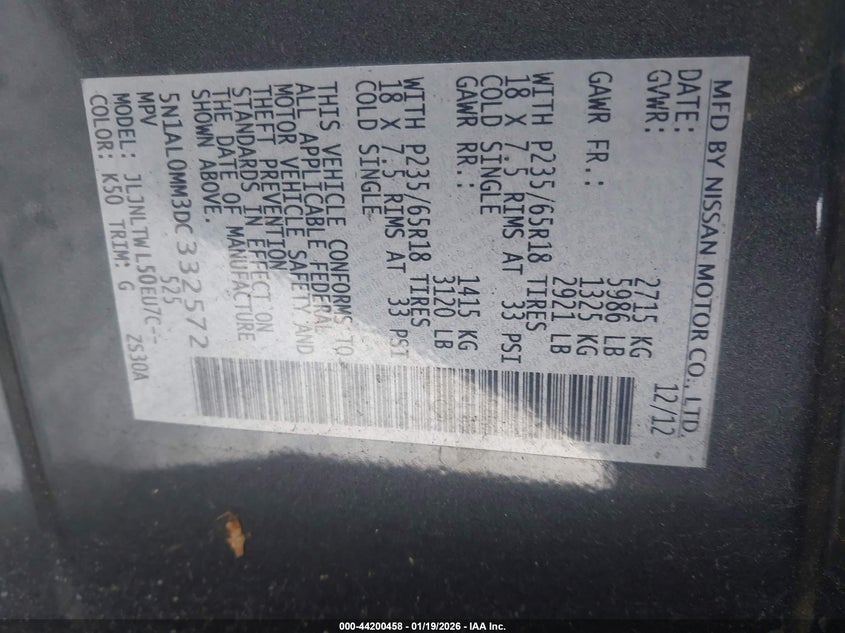 MFD BY NISSAN MOTOR CO., LTD.
DATE: 12/12
GVWR: 2715 KG
5986 LB
GAWR FR.: 1325 KG
2921 LB
WITH P235/65R18 TIRES
18 X 7.5 RIMS AT 33 PSI
COLD SINGLE
GAWR RR.: 1415 KG
3120 LB
WITH P235/65R18 TIRES
18 X 7.5 RIMS AT 33 PSI
COLD SINGLE
THIS VEHICLE CONFORMS TO
ALL APPLICABLE FEDERAL
MOTOR VEHICLE SAFETY AND
THEFT PREVENTION
STANDARDS IN EFFECT ON
THE DATE OF MANUFACTURE
SHOWN ABOVE.
5N1AL0MM3DC332572
MPV 525
MODEL: JLJNLTWL50EU7C--
COLOR: K50 TRIM: G ZS30A
000-44200458 - 01/19/2026 - IAA Inc.